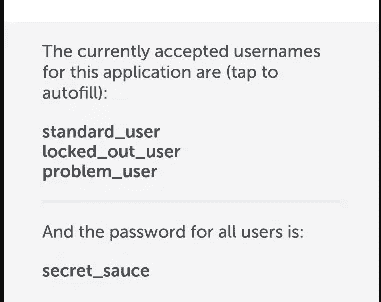 The currently accepted usernames
for this application are (tap to
autofill):
standard_user
locked_out_user
problem_user
And the password for all users is:
secret_sauce